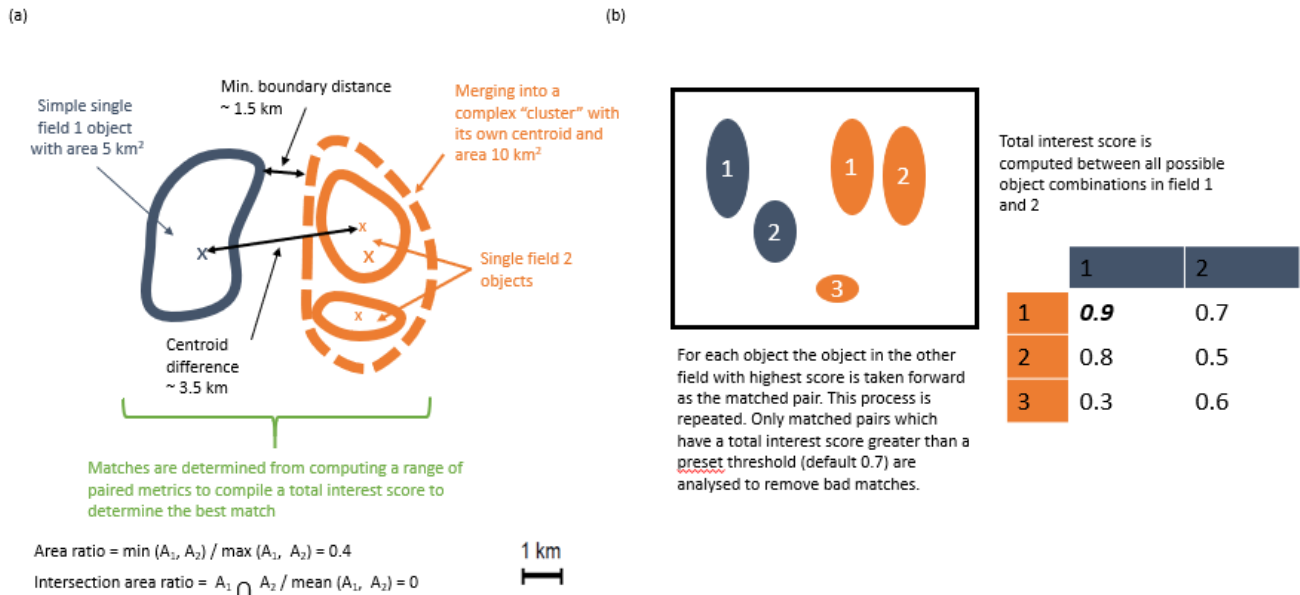 (a)
Simple single
field 1 object
with area 5 km²
Min. boundary distance
~ 1.5 km
Merging into a
complex “cluster” with
its own centroid and
area 10 km²
x
x
x
x
Single field 2
objects
Centroid
difference
~ 3.5 km
Matches are determined from computing a range of
paired metrics to compile a total interest score to
determine the best match
Area ratio = min (A₁, A₂) / max (A₁, A₂) = 0.4
Intersection area ratio = A₁ ∩ A₂ / mean (A₁, A₂) = 0
1 km
(b)
1
2
1
2
3
For each object the object in the other
field with highest score is taken forward
as the matched pair. This process is
repeated. Only matched pairs which
have a total interest score greater than a
preset threshold (default 0.7) are
analysed to remove bad matches.
Total interest score is
computed between all possible
object combinations in field 1
and 2
1 2
1 0.9 0.7
2 0.8 0.5
3 0.3 0.6